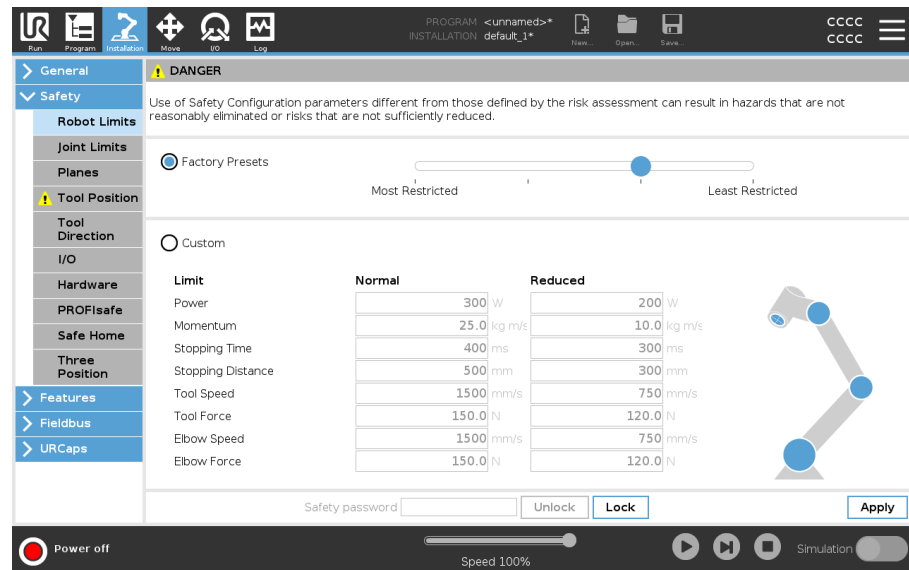 PROGRAM <unnamed>*
INSTALLATION default_1*
CCCC
CCCC
Run Program Installation Move I/O Log New... Open... Save...
General
Safety
Robot Limits
Joint Limits
Planes
Tool Position
Tool
Direction
I/O
Hardware
PROFIsafe
Safe Home
Three
Position
Features
Fieldbus
URCaps
DANGER
Use of Safety Configuration parameters different from those defined by the risk assessment can result in hazards that are not
reasonably eliminated or risks that are not sufficiently reduced.
Factory Presets
Most Restricted Least Restricted
Custom
Limit Normal Reduced
Power 300 W 200 W
Momentum 25.0 kg m/s 10.0 kg m/s
Stopping Time 400 ms 300 ms
Stopping Distance 500 mm 300 mm
Tool Speed 1500 mm/s 750 mm/s
Tool Force 150.0 N 120.0 N
Elbow Speed 1500 mm/s 750 mm/s
Elbow Force 150.0 N 120.0 N
Safety password Unlock Lock Apply
Power off
Speed 100%
Simulation